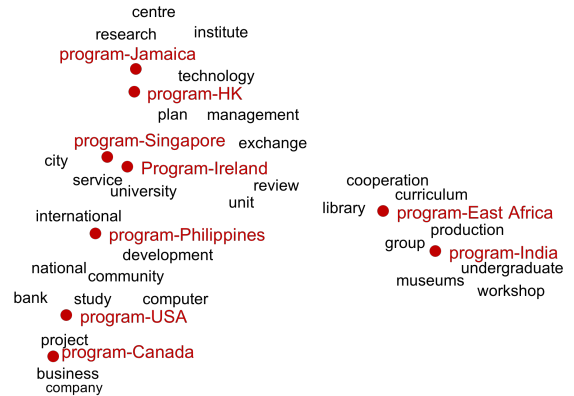 centre
research
institute
program-Jamaica
technology
program-HK
plan
management
program-Singapore
exchange
city
Program-Ireland
service
university
review
unit
cooperation
curriculum
library
program-East Africa
production
group
program-India
undergraduate
museums
workshop
international
program-Philippines
development
national
community
bank
study
computer
program-USA
project
program-Canada
business
company